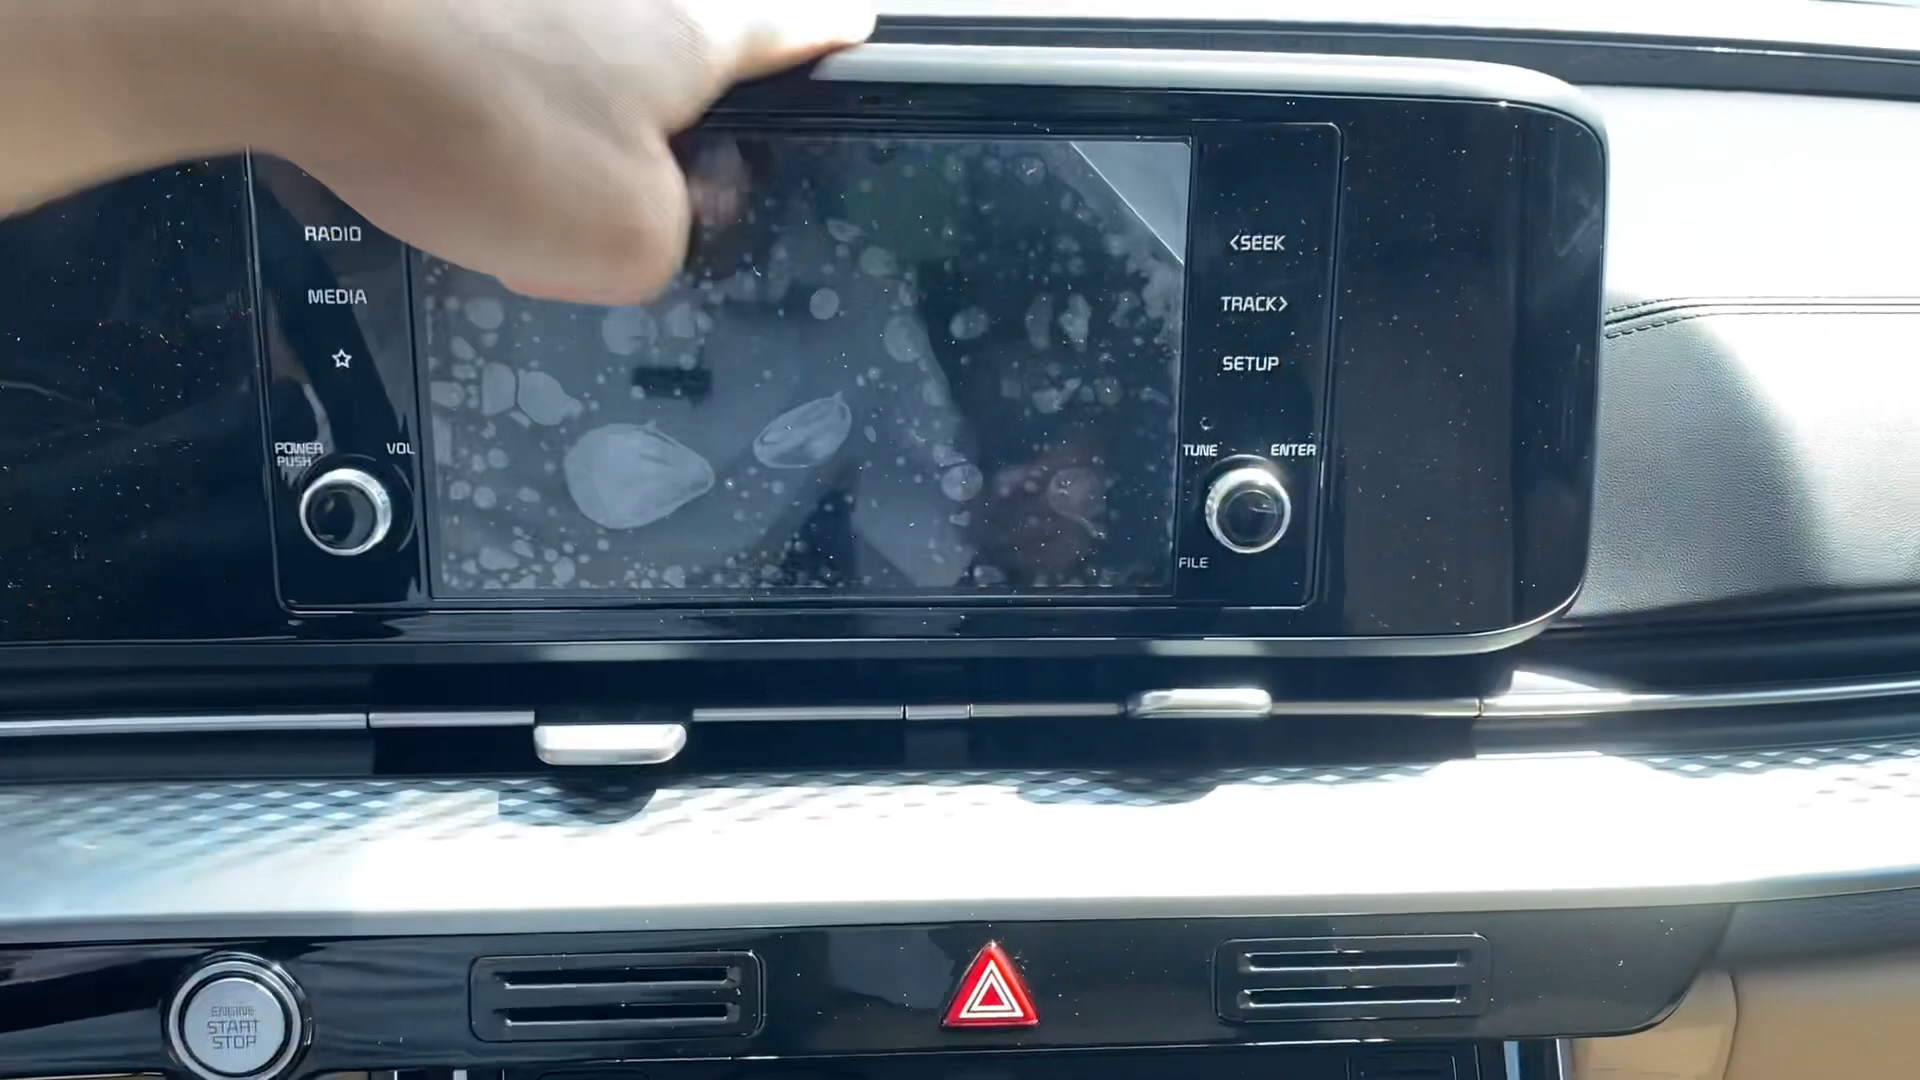 RADIO
MEDIA
POWER
PUSH
VOL
<SEEK
TRACK>
SETUP
TUNE
ENTER
FILE
ENGINE
START
STOP